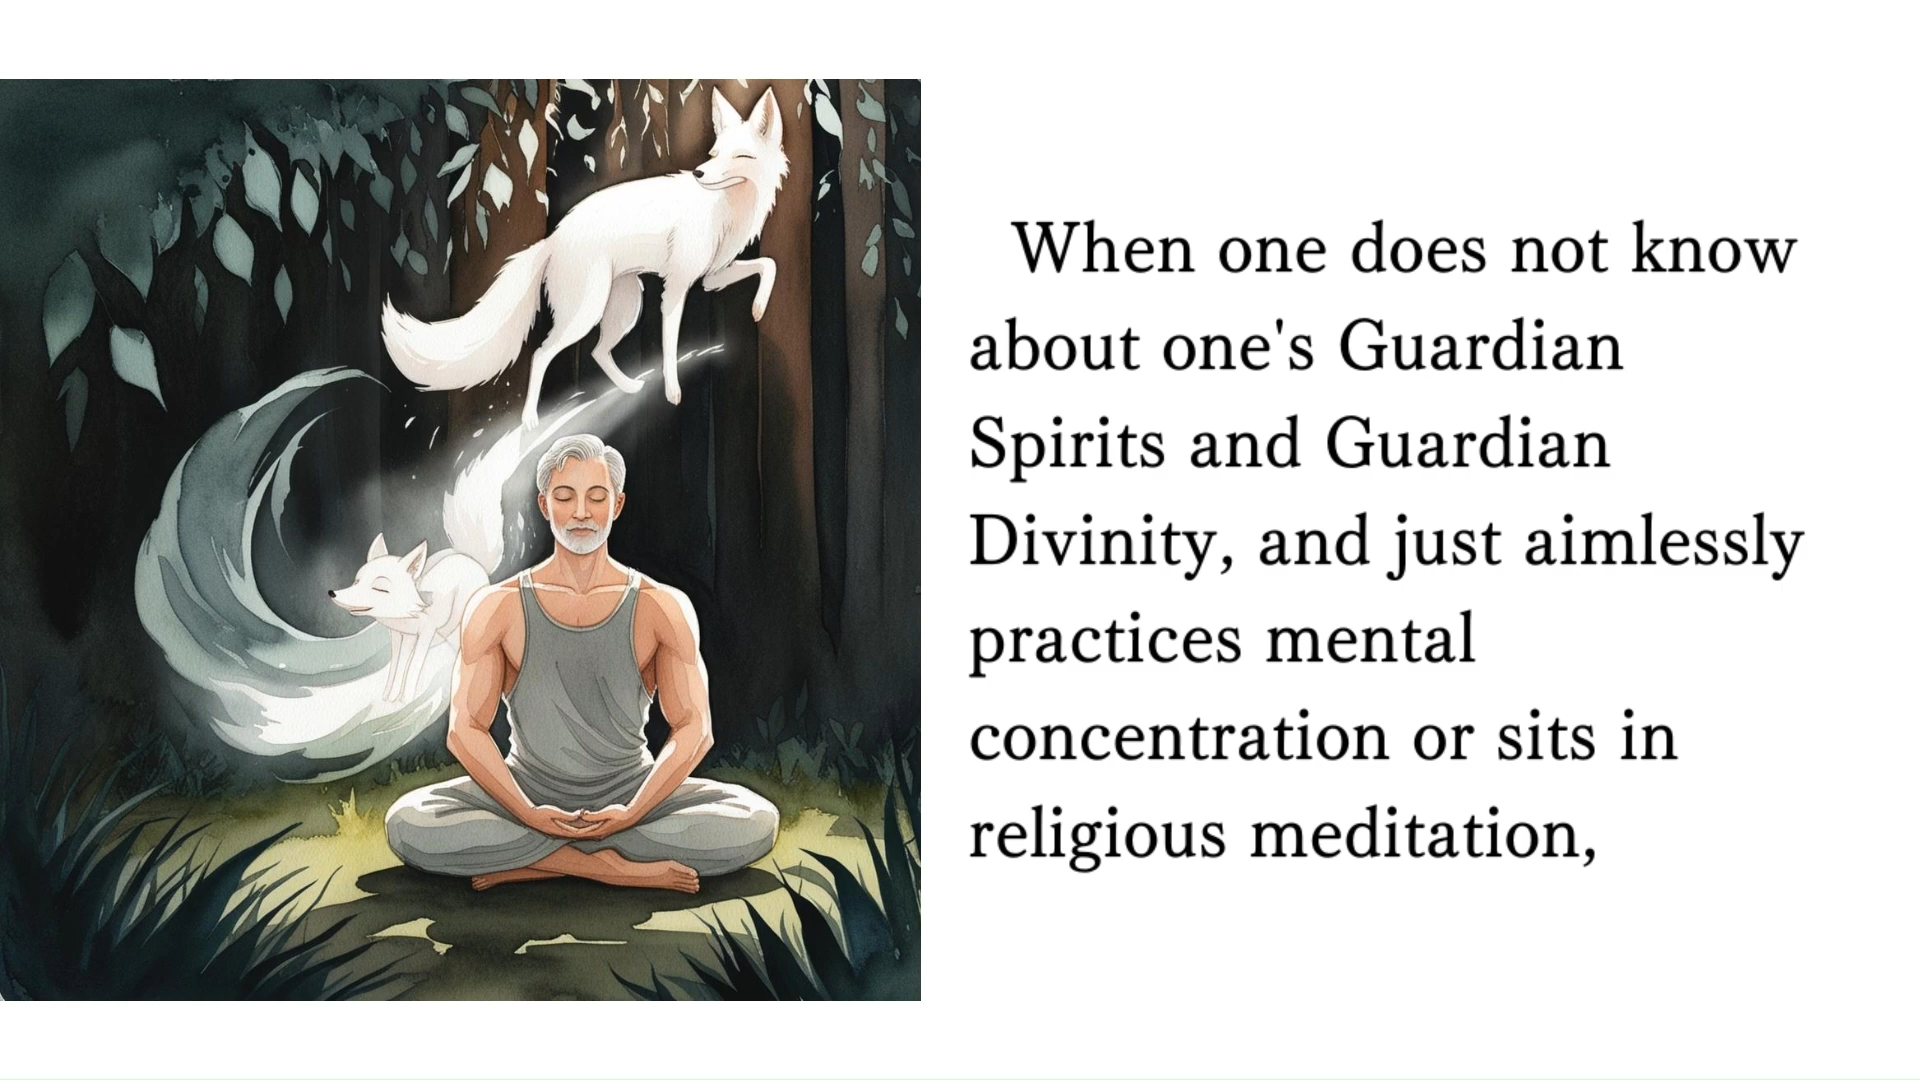 When one does not know
about one's Guardian
Spirits and Guardian
Divinity, and just aimlessly
practices mental
concentration or sits in
religious meditation,